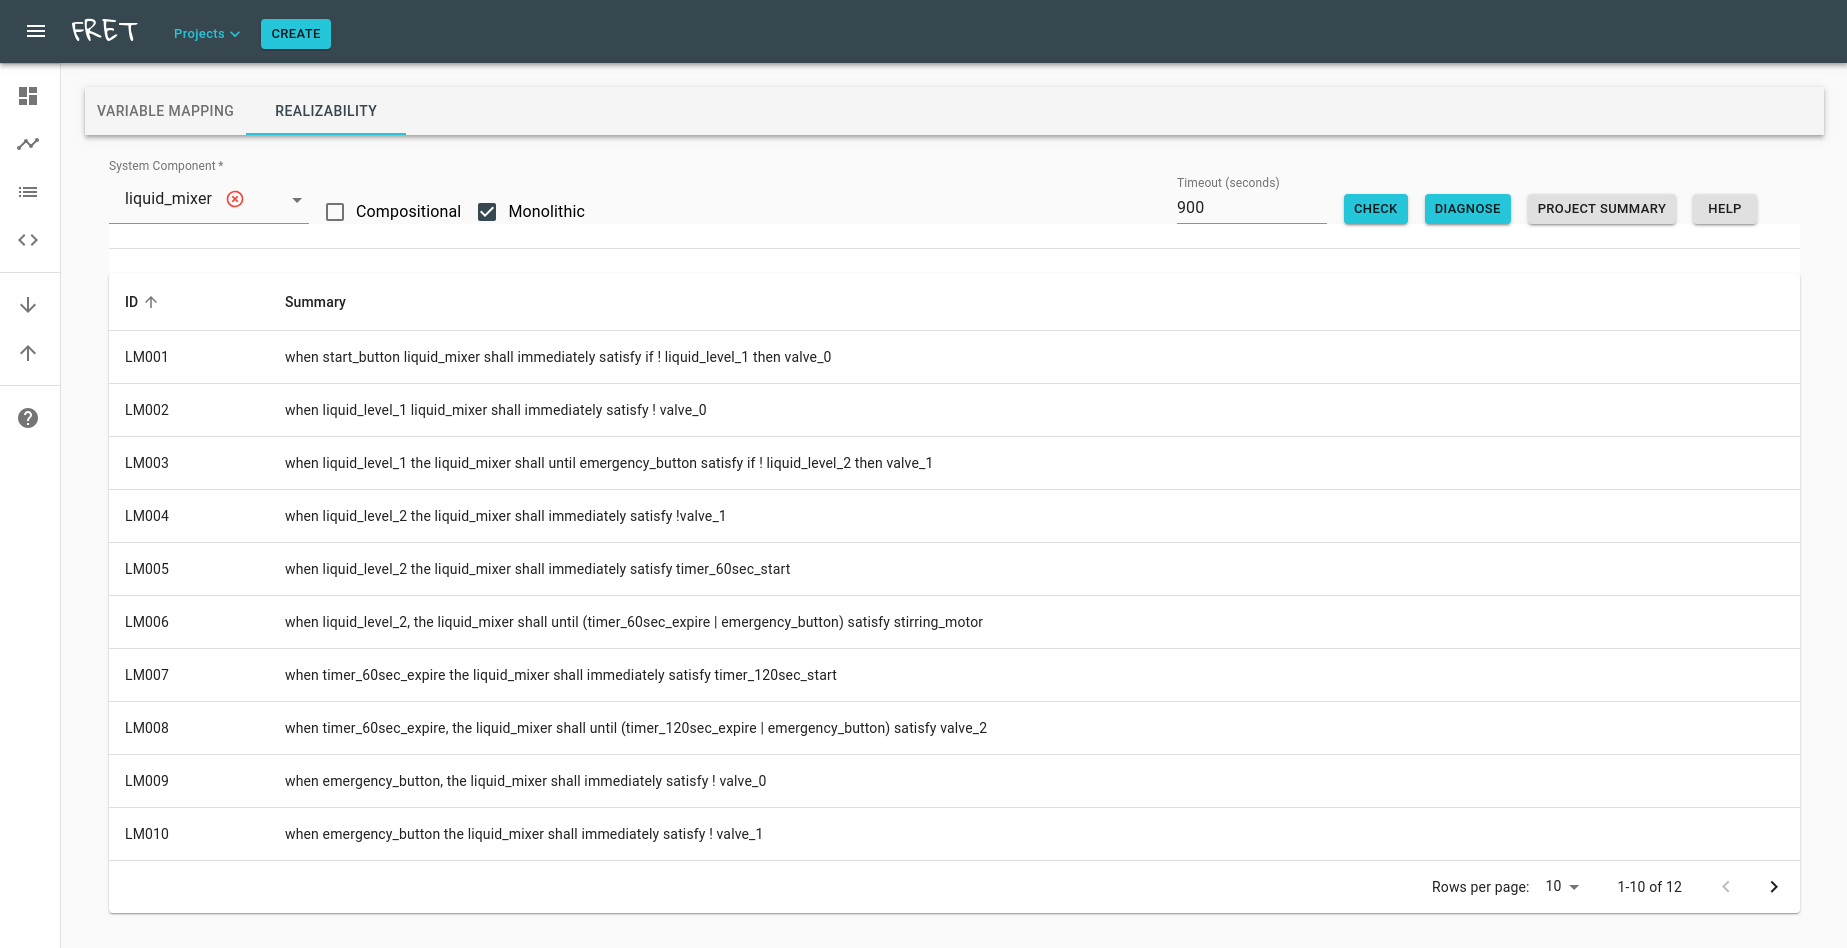 FRET Projects CREATE
VARIABLE MAPPING REALIZABILITY
System Component *
liquid_mixer Compositional Monolithic
Timeout (seconds)
900 CHECK DIAGNOSE PROJECT SUMMARY HELP
ID Summary
LM001 when start_button liquid_mixer shall immediately satisfy if ! liquid_level_1 then valve_0
LM002 when liquid_level_1 liquid_mixer shall immediately satisfy ! valve_0
LM003 when liquid_level_1 the liquid_mixer shall until emergency_button satisfy if ! liquid_level_2 then valve_1
LM004 when liquid_level_2 the liquid_mixer shall immediately satisfy !valve_1
LM005 when liquid_level_2 the liquid_mixer shall immediately satisfy timer_60sec_start
LM006 when liquid_level_2, the liquid_mixer shall until (timer_60sec_expire | emergency_button) satisfy stirring_motor
LM007 when timer_60sec_expire the liquid_mixer shall immediately satisfy timer_120sec_start
LM008 when timer_60sec_expire, the liquid_mixer shall until (timer_120sec_expire | emergency_button) satisfy valve_2
LM009 when emergency_button, the liquid_mixer shall immediately satisfy ! valve_0
LM010 when emergency_button the liquid_mixer shall immediately satisfy ! valve_1
Rows per page: 10 1-10 of 12